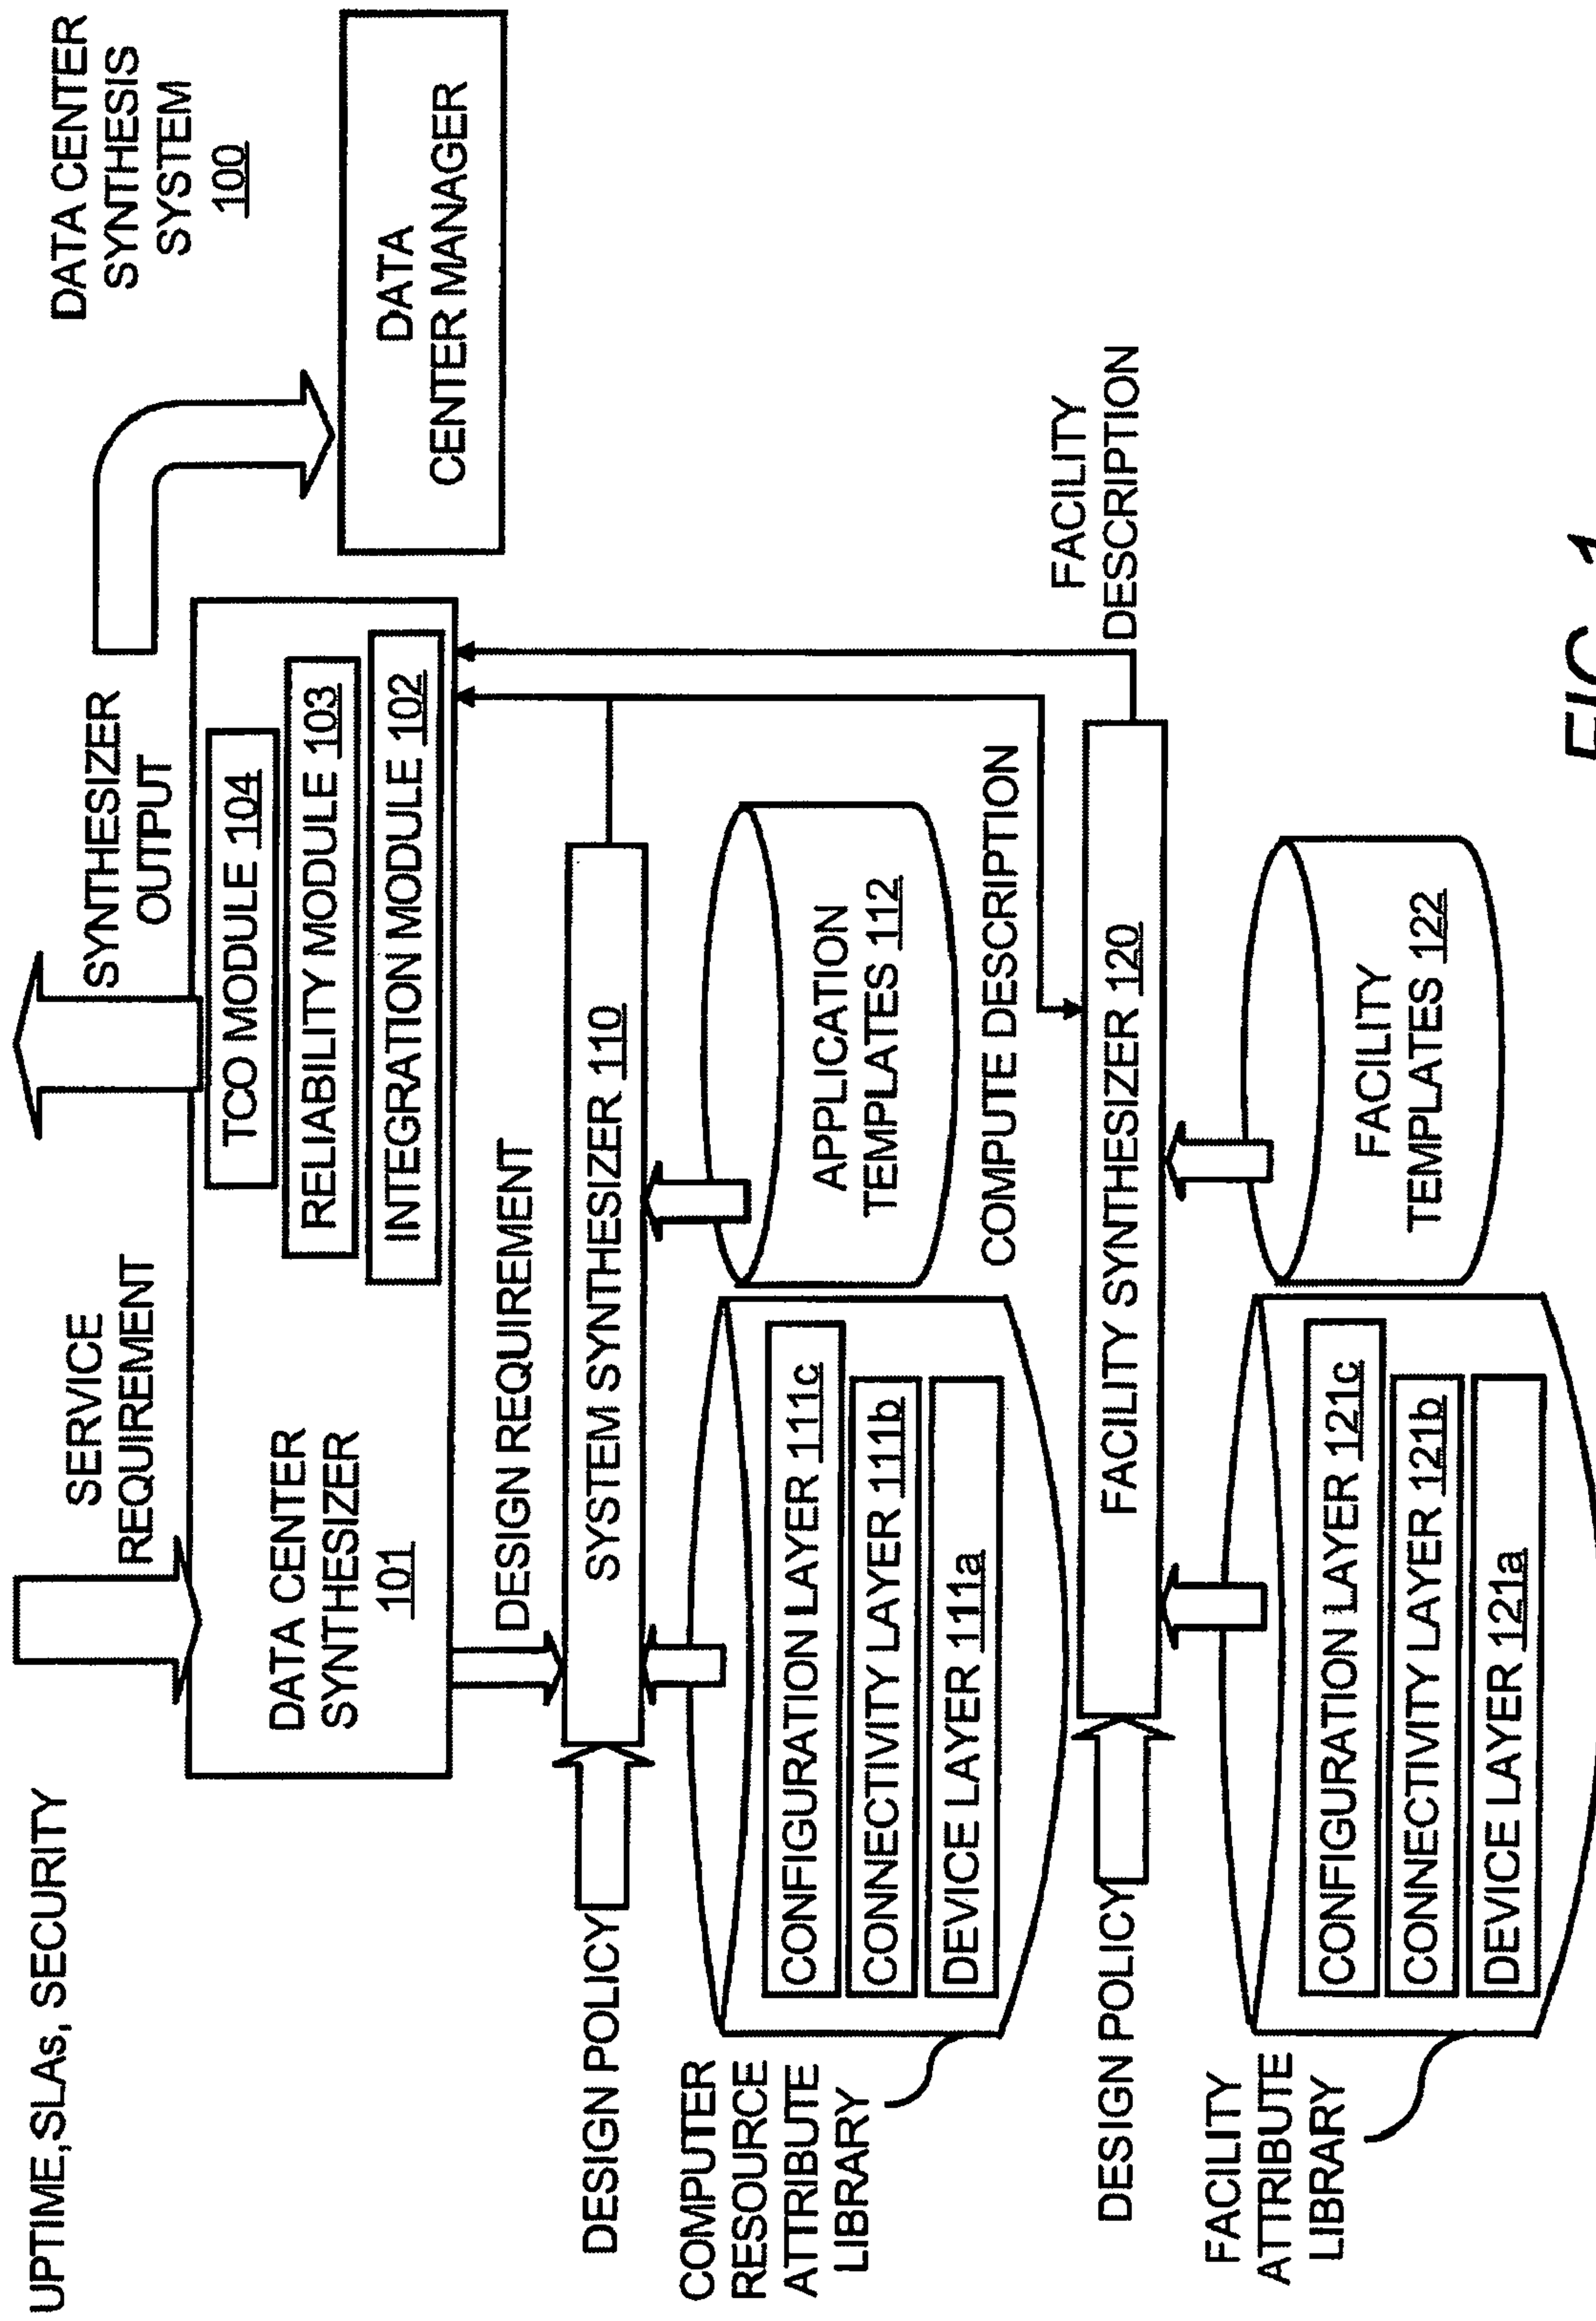 UPTIME,SLAs, SECURITY
SERVICE
REQUIREMENT
SYNTHESIZER
OUTPUT
DATA CENTER
SYNTHESIS
SYSTEM
100
DATA CENTER
SYNTHESIZER
101
TCO MODULE 104
RELIABILITY MODULE 103
INTEGRATION MODULE 102
DATA
CENTER MANAGER
DESIGN REQUIREMENT
DESIGN POLICY
SYSTEM SYNTHESIZER 110
COMPUTER
RESOURCE
ATTRIBUTE
LIBRARY
CONFIGURATION LAYER 111c
CONNECTIVITY LAYER 111b
DEVICE LAYER 111a
APPLICATION
TEMPLATES 112
COMPUTE DESCRIPTION
FACILITY
DESCRIPTION
DESIGN POLICY
FACILITY SYNTHESIZER 120
FACILITY
ATTRIBUTE
LIBRARY
CONFIGURATION LAYER 121c
CONNECTIVITY LAYER 121b
DEVICE LAYER 121a
FACILITY
TEMPLATES 122
FIG. 1